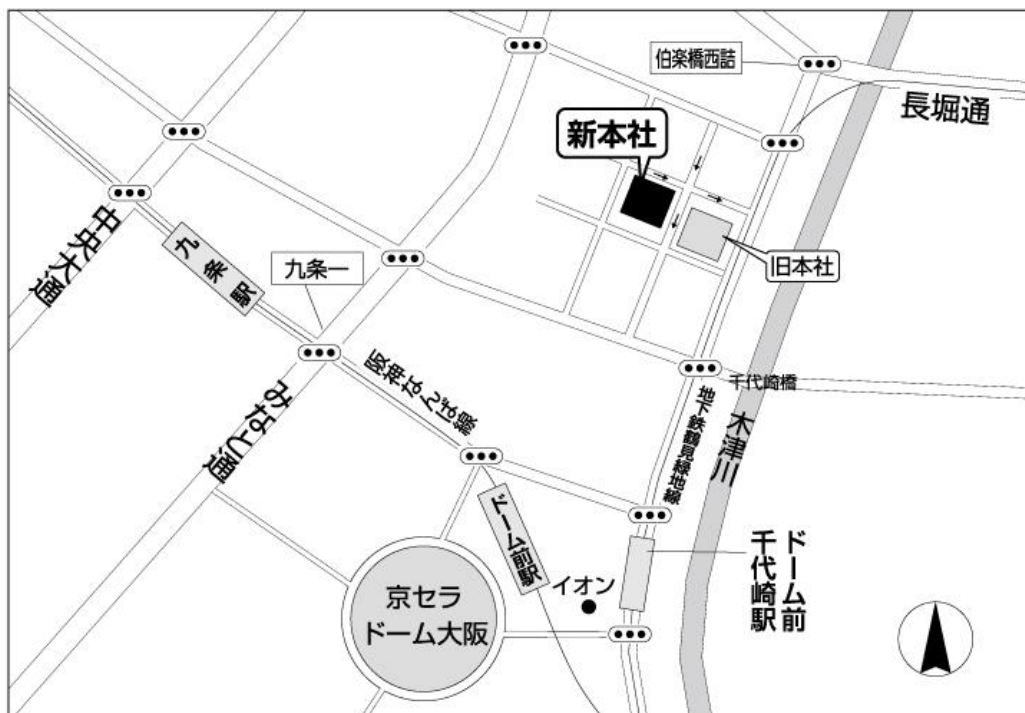 伯楽橋西詰
長堀通
新本社
旧本社
中央大通
九条駅
九条一
みなと通
阪神なんば線
千代崎橋
地下鉄鶴見緑地線
木津川
ドーム前駅
ドーム前
千代崎駅
イオン
京セラ
ドーム大阪